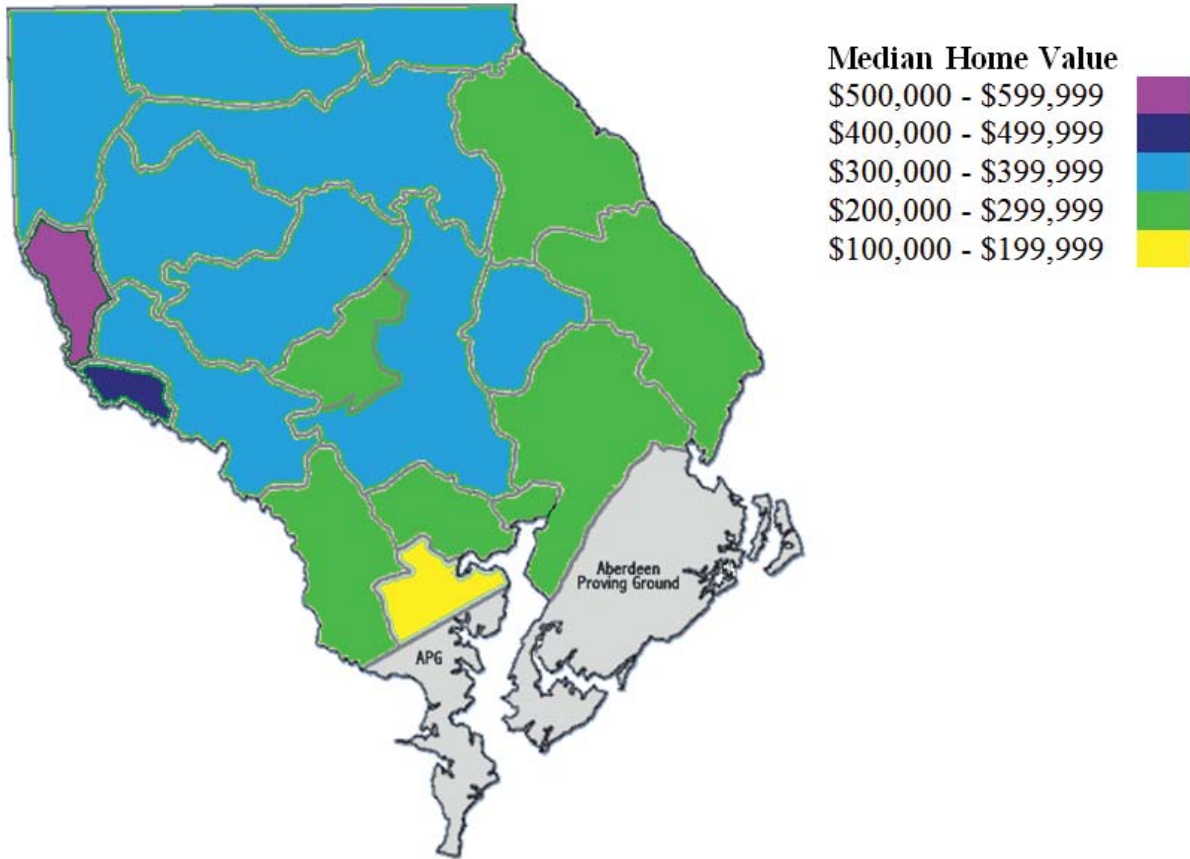 Median Home Value
$500,000 - $599,999
$400,000 - $499,999
$300,000 - $399,999
$200,000 - $299,999
$100,000 - $199,999
Aberdeen
Proving Ground
APG